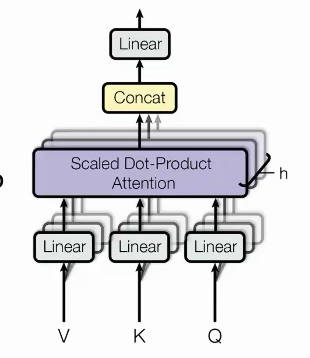 Linear
Concat
Scaled Dot-Product
Attention
h
Linear Linear Linear
V K Q